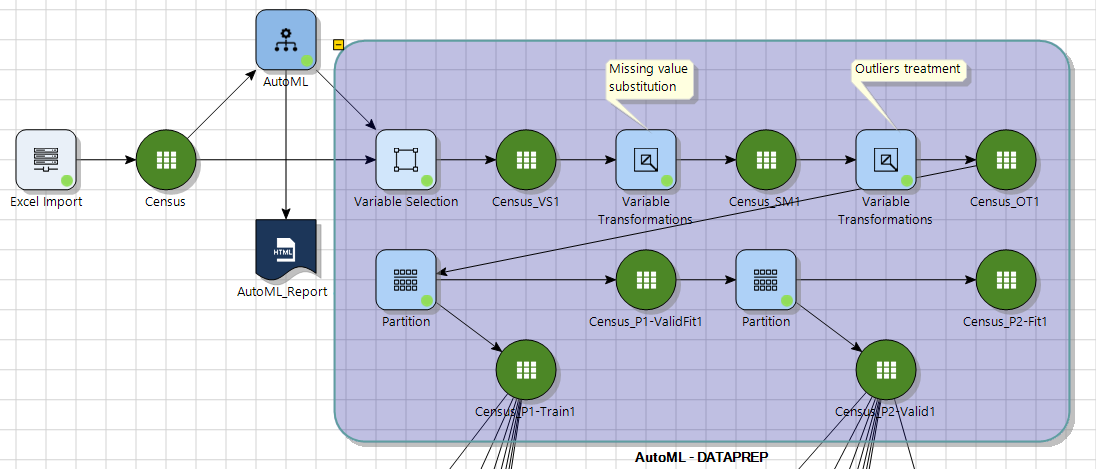 AutoML
Missing value
substitution
Outliers treatment
Excel Import
Census
Variable Selection
Census_VS1
Variable
Transformations
Census_SM1
Variable
Transformations
Census_OT1
HTML
AutoML_Report
Partition
Census_P1-ValidFit1
Partition
Census_P2-Fit1
Census_P1-Train1
Census_P2-Valid1
AutoML - DATAPREP